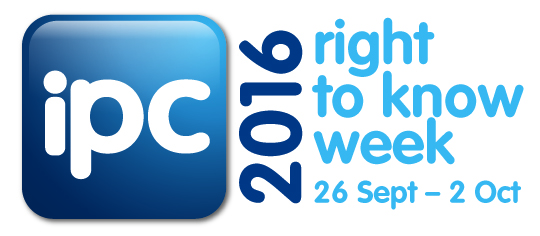 ipc
2016
right
to know
week
26 Sept – 2 Oct